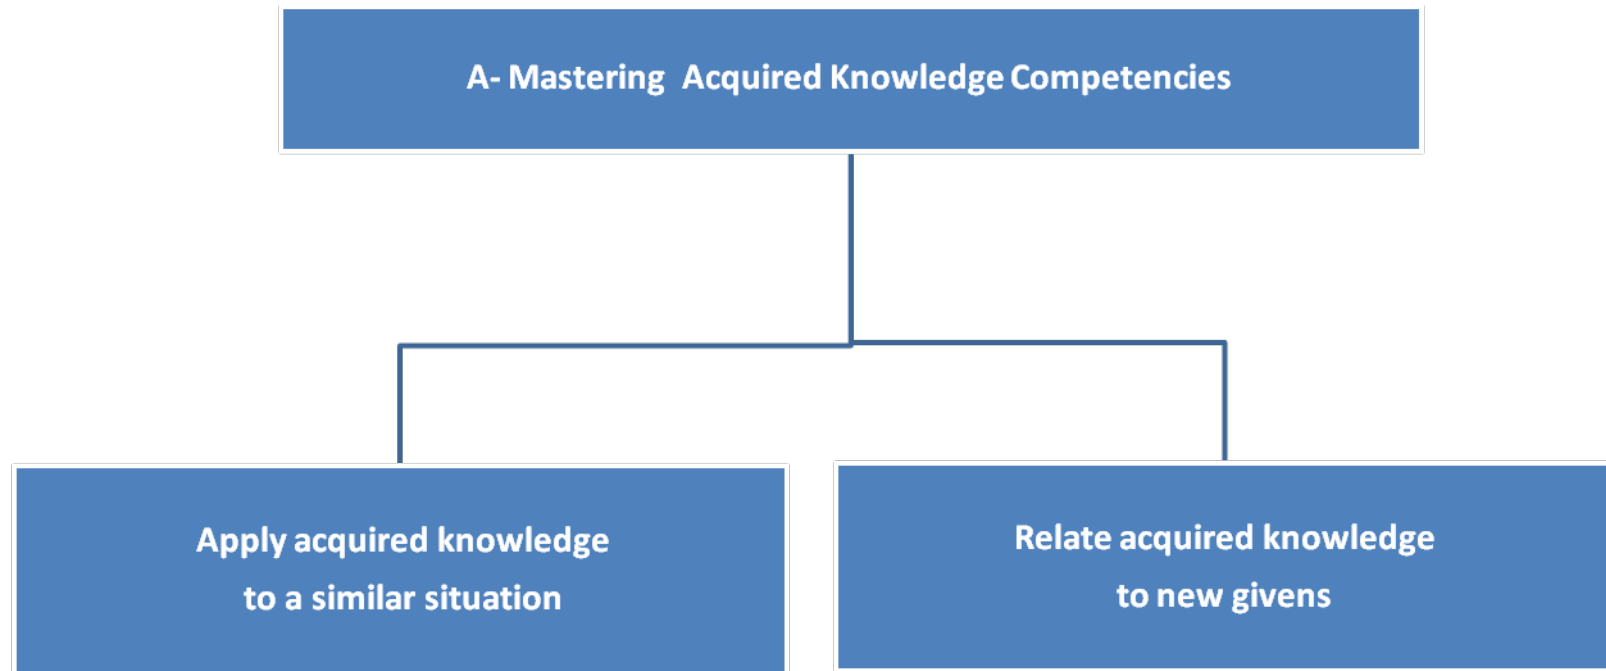 A- Mastering Acquired Knowledge Competencies
Apply acquired knowledge
to a similar situation
Relate acquired knowledge
to new givens